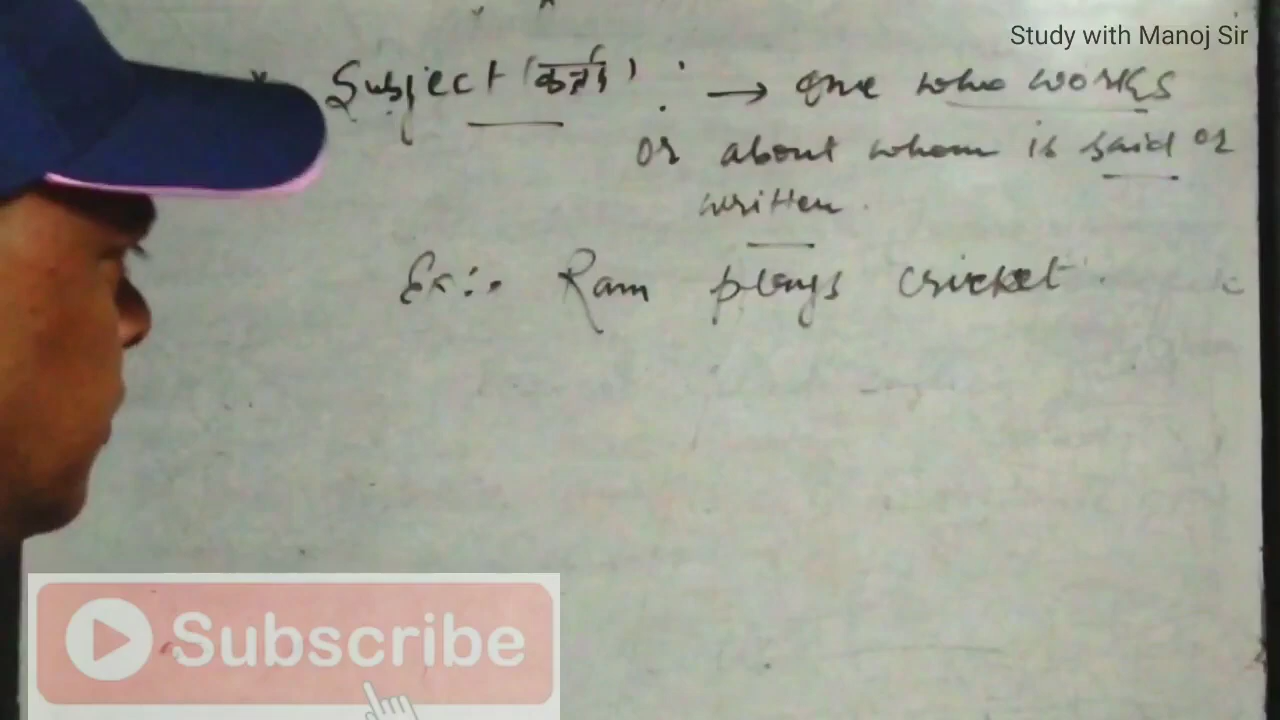 Study with Manoj Sir
Subject (कर्ता) : → one who works
or about whom is said or
written.
Ex:- Ram plays cricket.
Subscribe